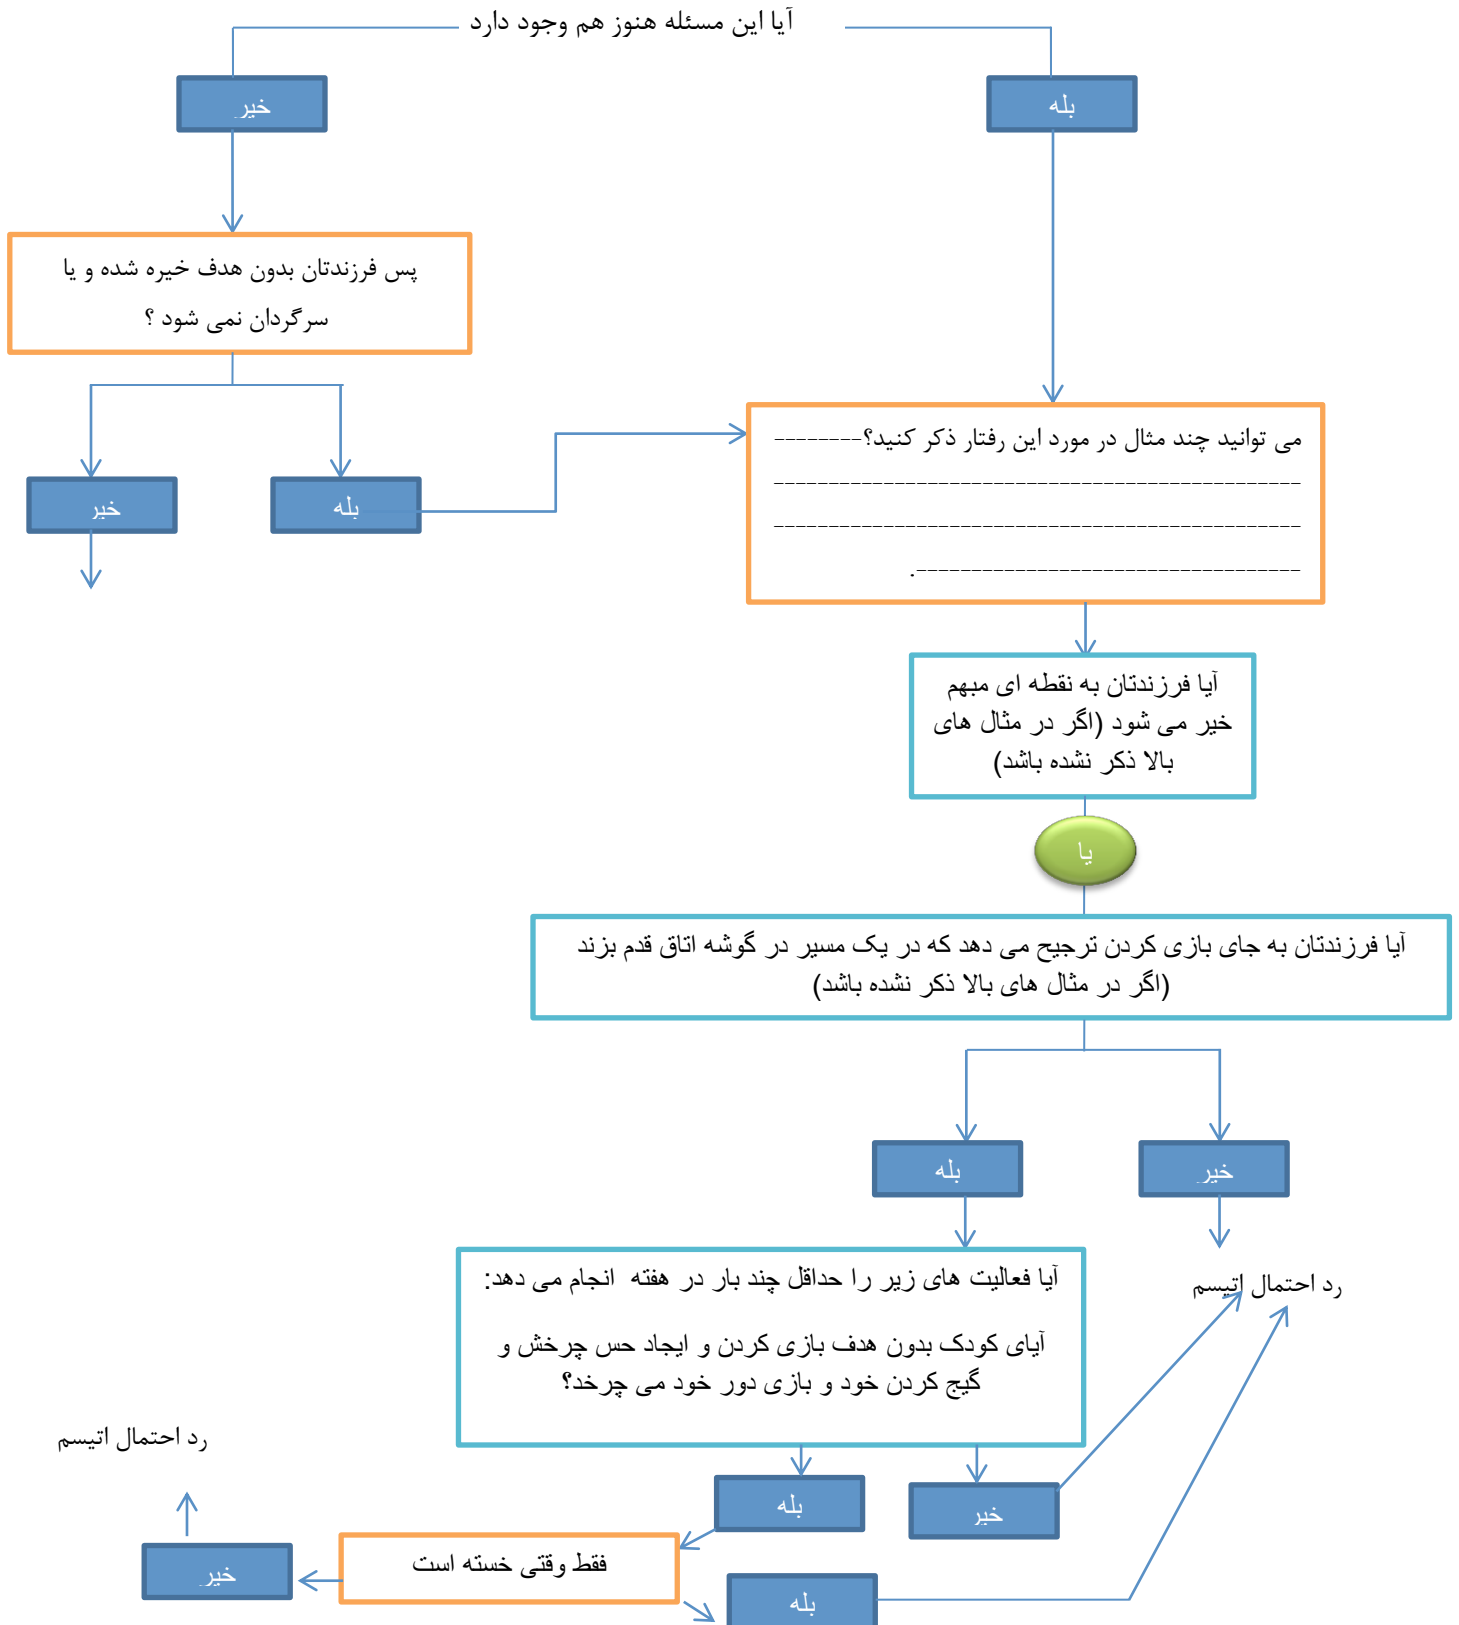 آیا این مسئله هنوز هم وجود دارد
بله
خیر
پس فرزندتان بدون هدف خیره شده و یا
سرگردان نمی شود ؟
می توانید چند مثال در مورد این رفتار ذکر کنید؟--------
------------------------------------------------
------------------------------------------------
-----------------------------------.
بله
خیر
آیا فرزندتان به نقطه ای مبهم
خیر می شود (اگر در مثال های
بالا ذکر نشده باشد)
یا
آیا فرزندتان به جای بازی کردن ترجیح می دهد که در یک مسیر در گوشه اتاق قدم بزند
(اگر در مثال های بالا ذکر نشده باشد)
خیر
بله
آیا فعالیت های زیر را حداقل چند بار در هفته انجام می دهد:
آیای کودک بدون هدف بازی کردن و ایجاد حس چرخش و
گیج کردن خود و بازی دور خود می چرخد؟
رد احتمال اتیسم
رد احتمال اتیسم
خیر
بله
فقط وقتی خسته است
خیر
بله